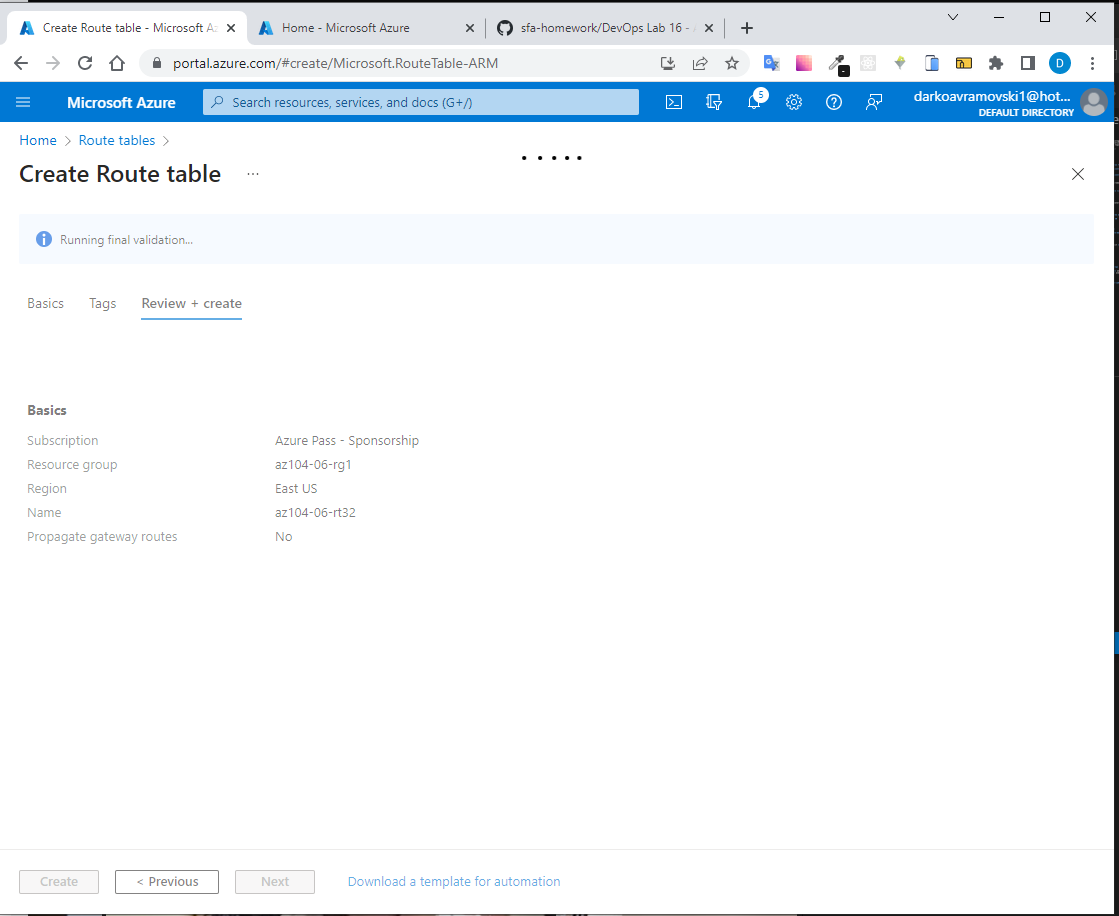 Create Route table - Microsoft Az
Home - Microsoft Azure
sfa-homework/DevOps Lab 16 -
portal.azure.com/#create/Microsoft.RouteTable-ARM
D
Microsoft Azure
Search resources, services, and docs (G+/)
5
darkoavramovski1@hot...
DEFAULT DIRECTORY
Home > Route tables >
Create Route table ...
Running final validation...
Basics Tags Review + create
Basics
Subscription Azure Pass - Sponsorship
Resource group az104-06-rg1
Region East US
Name az104-06-rt32
Propagate gateway routes No
Create < Previous Next Download a template for automation